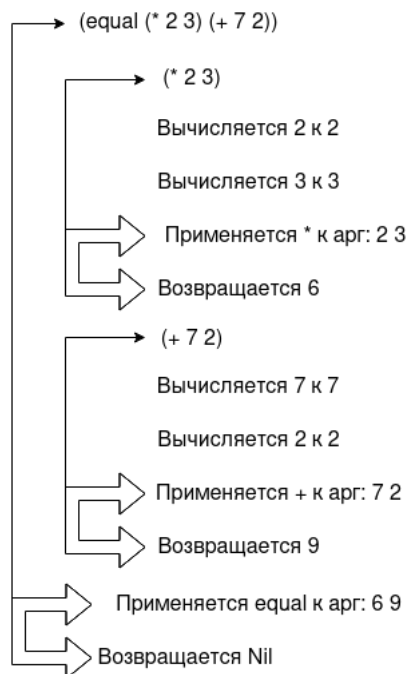 (equal (* 2 3) (+ 7 2))
(* 2 3)
Вычисляется 2 к 2
Вычисляется 3 к 3
Применяется * к арг: 2 3
Возвращается 6
(+ 7 2)
Вычисляется 7 к 7
Вычисляется 2 к 2
Применяется + к арг: 7 2
Возвращается 9
Применяется equal к арг: 6 9
Возвращается Nil